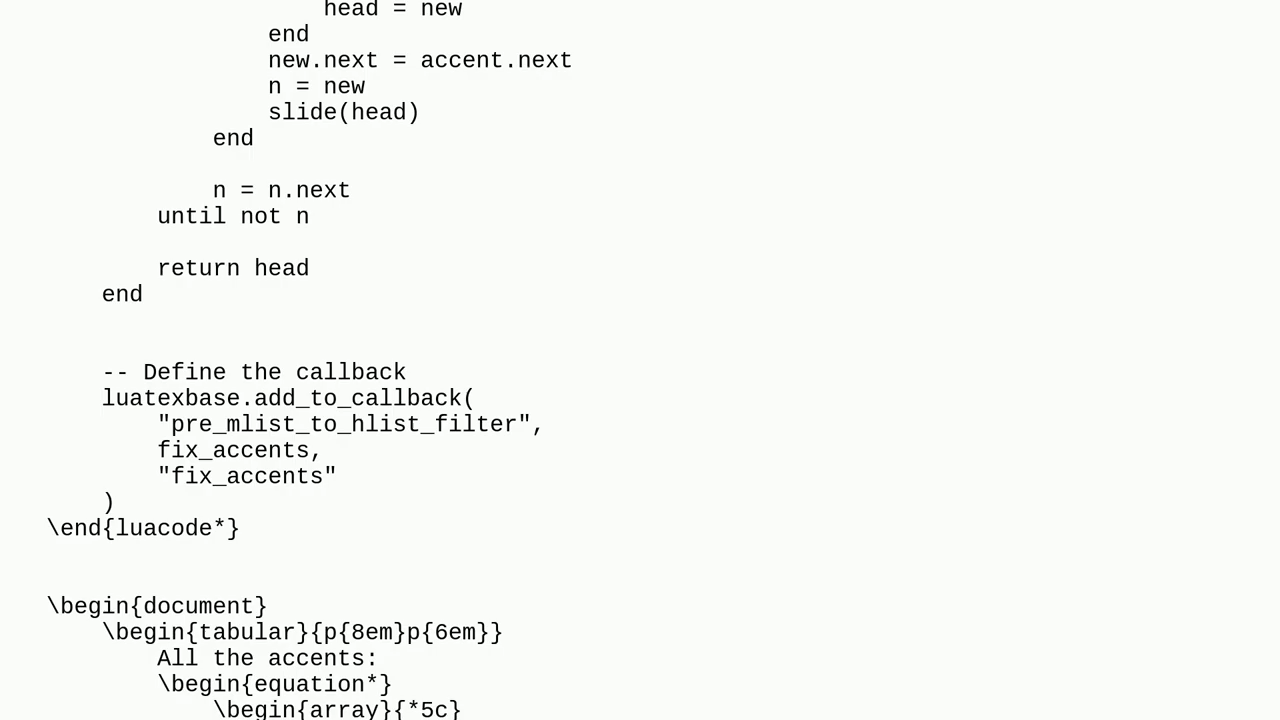 head = new
end
new.next = accent.next
n = new
slide(head)
end
n = n.next
until not n
return head
end
-- Define the callback
luatexbase.add_to_callback(
"pre_mlist_to_hlist_filter",
fix_accents,
"fix_accents"
)
\end{luacode*}
\begin{document}
\begin{tabular}{p{8em}p{6em}}
All the accents:
\begin{equation*}
\begin{array}{*5c}